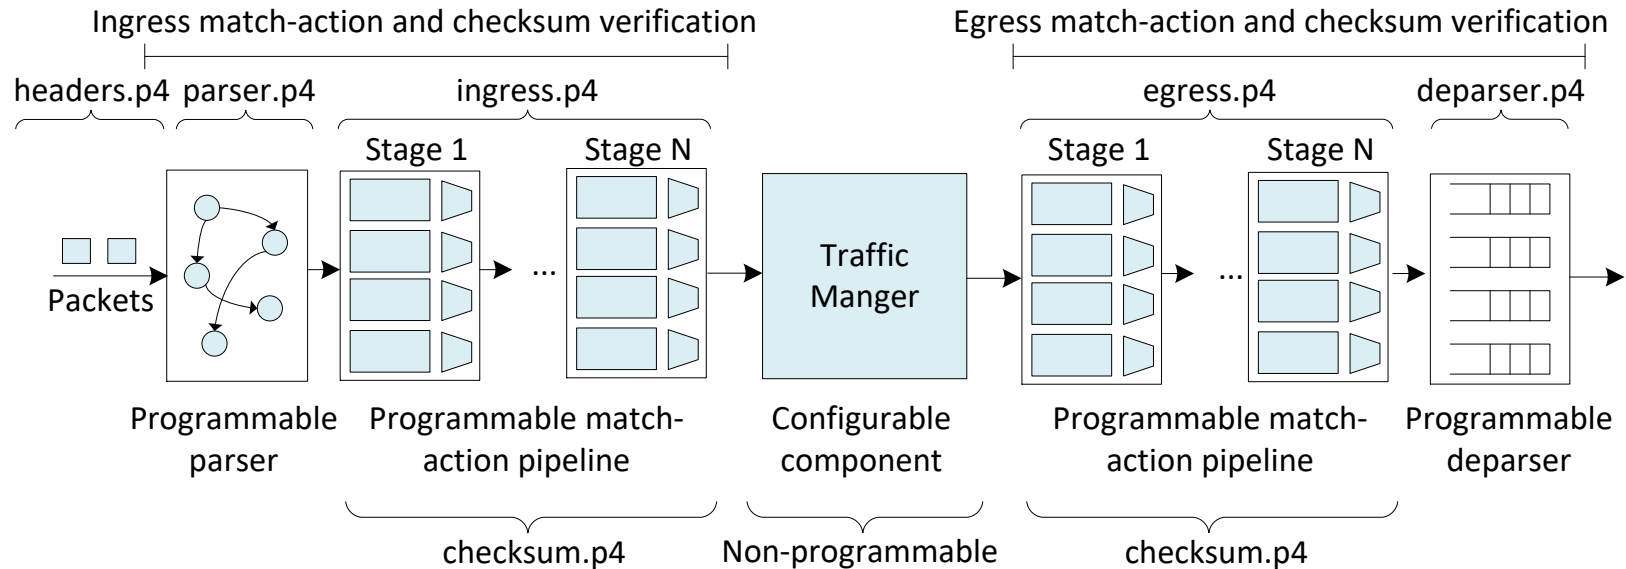 Ingress match-action and checksum verification
Egress match-action and checksum verification
headers.p4
parser.p4
ingress.p4
egress.p4
deparser.p4
Stage 1
Stage N
Stage 1
Stage N
Packets
...
Traffic
Manger
...
Programmable
parser
Programmable match-
action pipeline
Configurable
component
Programmable match-
action pipeline
Programmable
deparser
checksum.p4
Non-programmable
checksum.p4